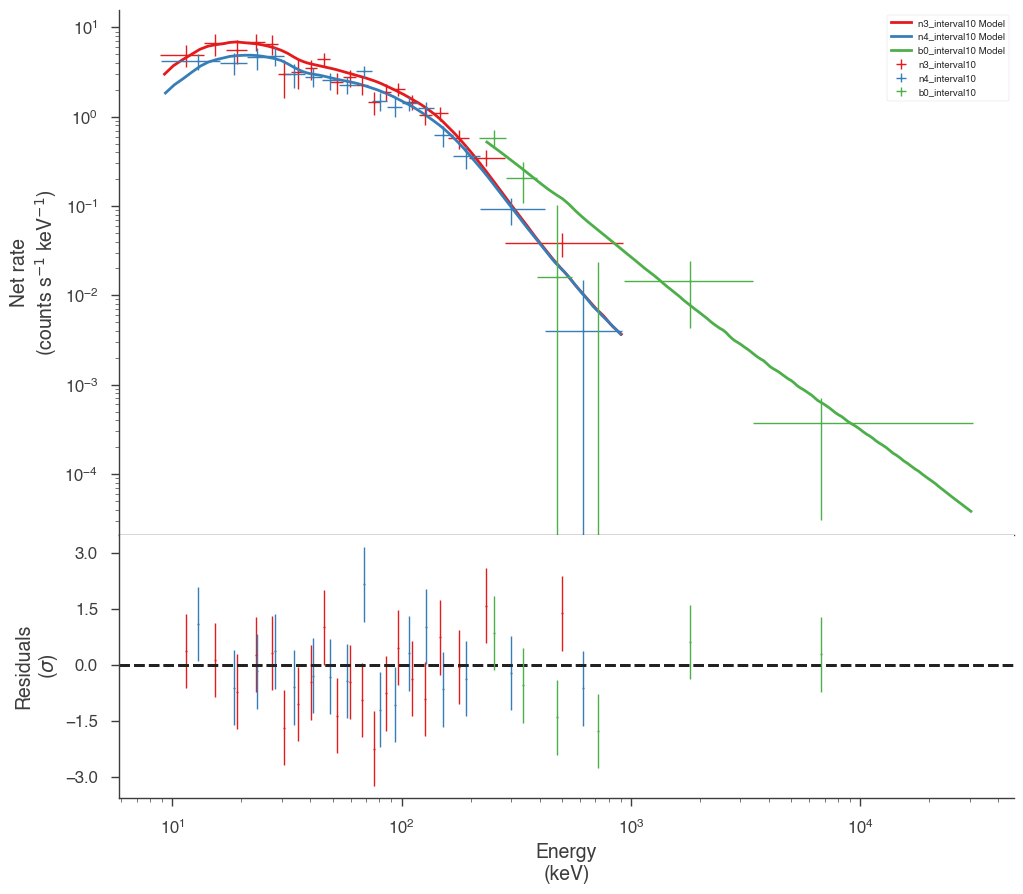 n3_interval10 Model
n4_interval10 Model
b0_interval10 Model
n3_interval10
n4_interval10
b0_interval10
10¹
10⁰
10⁻¹
10⁻²
10⁻³
10⁻⁴
Net rate
(counts s⁻¹ keV⁻¹)
3.0
1.5
0.0
−1.5
−3.0
Residuals
(σ)
10¹ 10² 10³ 10⁴
Energy
(keV)